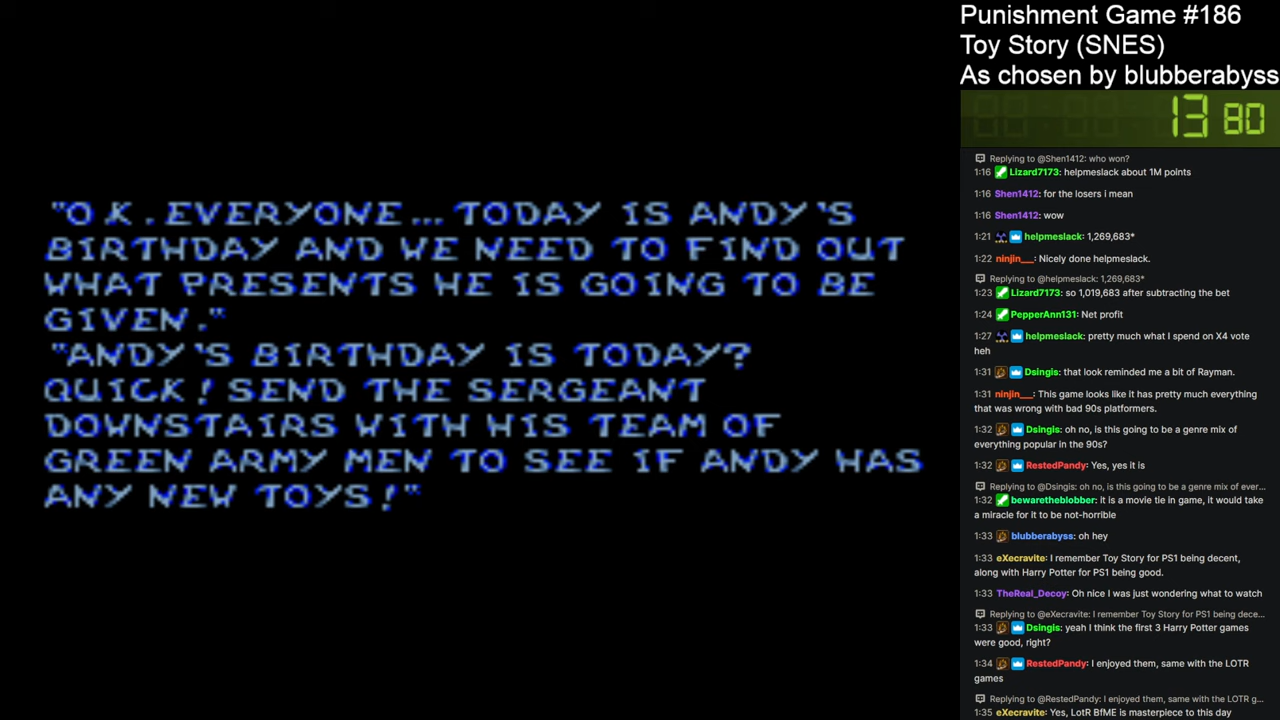 Punishment Game #186
Toy Story (SNES)
As chosen by blubberabyss
13 80
"O K . EVERYONE... TODAY IS ANDY'S
BIRTHDAY AND WE NEED TO FIND OUT
WHAT PRESENTS HE IS GOING TO BE
GIVEN."
"ANDY'S BIRTHDAY IS TODAY?
QUICK! SEND THE SERGEANT
DOWNSTAIRS WITH HIS TEAM OF
GREEN ARMY MEN TO SEE IF ANDY HAS
ANY NEW TOYS!"
Replying to @Shen1412: who won?
1:16 Lizard7173: helpmeslack about 1M points
1:16 Shen1412: for the losers i mean
1:16 Shen1412: wow
1:21 helpmeslack: 1,269,683*
1:22 ninjin___: Nicely done helpmeslack.
Replying to @helpmeslack: 1,269,683*
1:23 Lizard7173: so 1,019,683 after subtracting the bet
1:24 PepperAnn131: Net profit
1:27 helpmeslack: pretty much what I spend on X4 vote
heh
1:31 Dsingis: that look reminded me a bit of Rayman.
1:31 ninjin___: This game looks like it has pretty much everything
that was wrong with bad 90s platformers.
1:32 Dsingis: oh no, is this going to be a genre mix of
everything popular in the 90s?
1:32 RestedPandy: Yes, yes it is
Replying to @Dsingis: oh no, is this going to be a genre mix of ever...
1:32 bewaretheblobber: it is a movie tie in game, it would take
a miracle for it to be not-horrible
1:33 blubberabyss: oh hey
1:33 eXecravite: I remember Toy Story for PS1 being decent,
along with Harry Potter for PS1 being good.
1:33 TheReal_Decoy: Oh nice I was just wondering what to watch
Replying to @eXecravite: I remember Toy Story for PS1 being dece...
1:33 Dsingis: yeah I think the first 3 Harry Potter games
were good, right?
1:34 RestedPandy: I enjoyed them, same with the LOTR
games
Replying to @RestedPandy: I enjoyed them, same with the LOTR g...
1:35 eXecravite: Yes, LotR BfME is masterpiece to this day